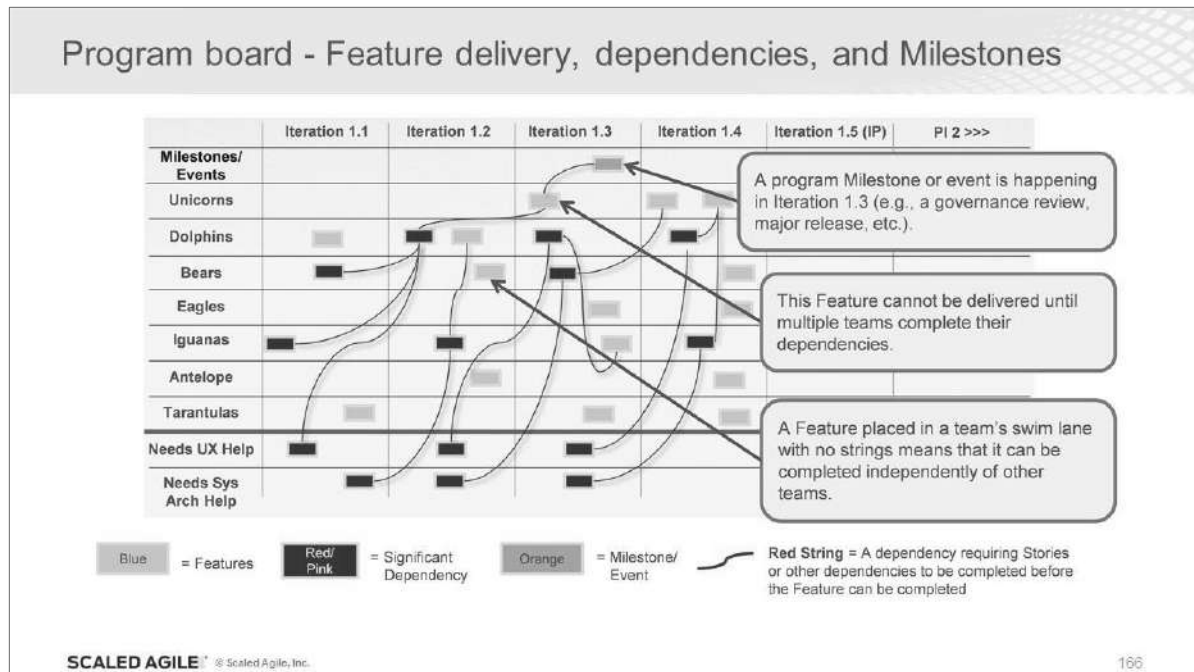 Program board - Feature delivery, dependencies, and Milestones
Iteration 1.1 Iteration 1.2 Iteration 1.3 Iteration 1.4 Iteration 1.5 (IP) PI 2 >>>
Milestones/
Events
Unicorns
Dolphins
Bears
Eagles
Iguanas
Antelope
Tarantulas
Needs UX Help
Needs Sys
Arch Help
A program Milestone or event is happening
in Iteration 1.3 (e.g., a governance review,
major release, etc.).
This Feature cannot be delivered until
multiple teams complete their
dependencies.
A Feature placed in a team's swim lane
with no strings means that it can be
completed independently of other
teams.
Blue = Features
Red/
Pink
= Significant
Dependency
Orange
= Milestone/
Event
Red String = A dependency requiring Stories
or other dependencies to be completed before
the Feature can be completed
SCALED AGILE © Scaled Agile, Inc.
166